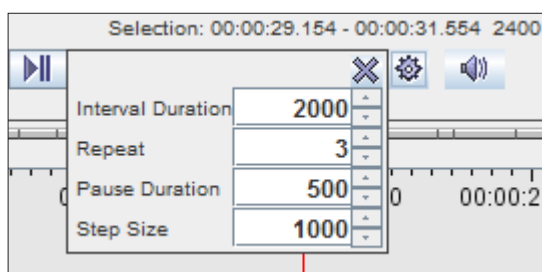 Selection: 00:00:29.154 - 00:00:31.554 2400
Interval Duration 2000
Repeat 3
Pause Duration 500
Step Size 1000
0 00:00:2